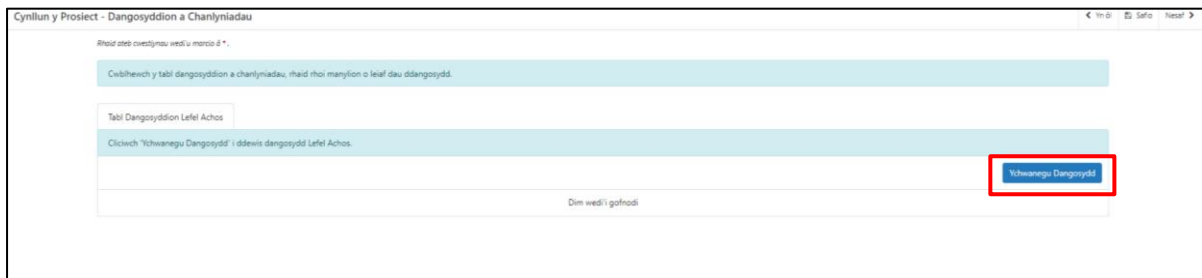 Cynllun y Prosiect - Dangosyddion a Chanlyniadau
Yn ôl Safio Nesaf
Rhaid ateb cwestiynau wedi'u marcio â * .
Cwblhewch y tabl dangosyddion a chanlyniadau, rhaid rhoi manylion o leiaf dau ddangosydd.
Tabl Dangosyddion Lefel Achos
Cliciwch 'Ychwanegu Dangosydd' i ddewis dangosydd Lefel Achos.
Ychwanegu Dangosydd
Dim wedi'i gofnodi